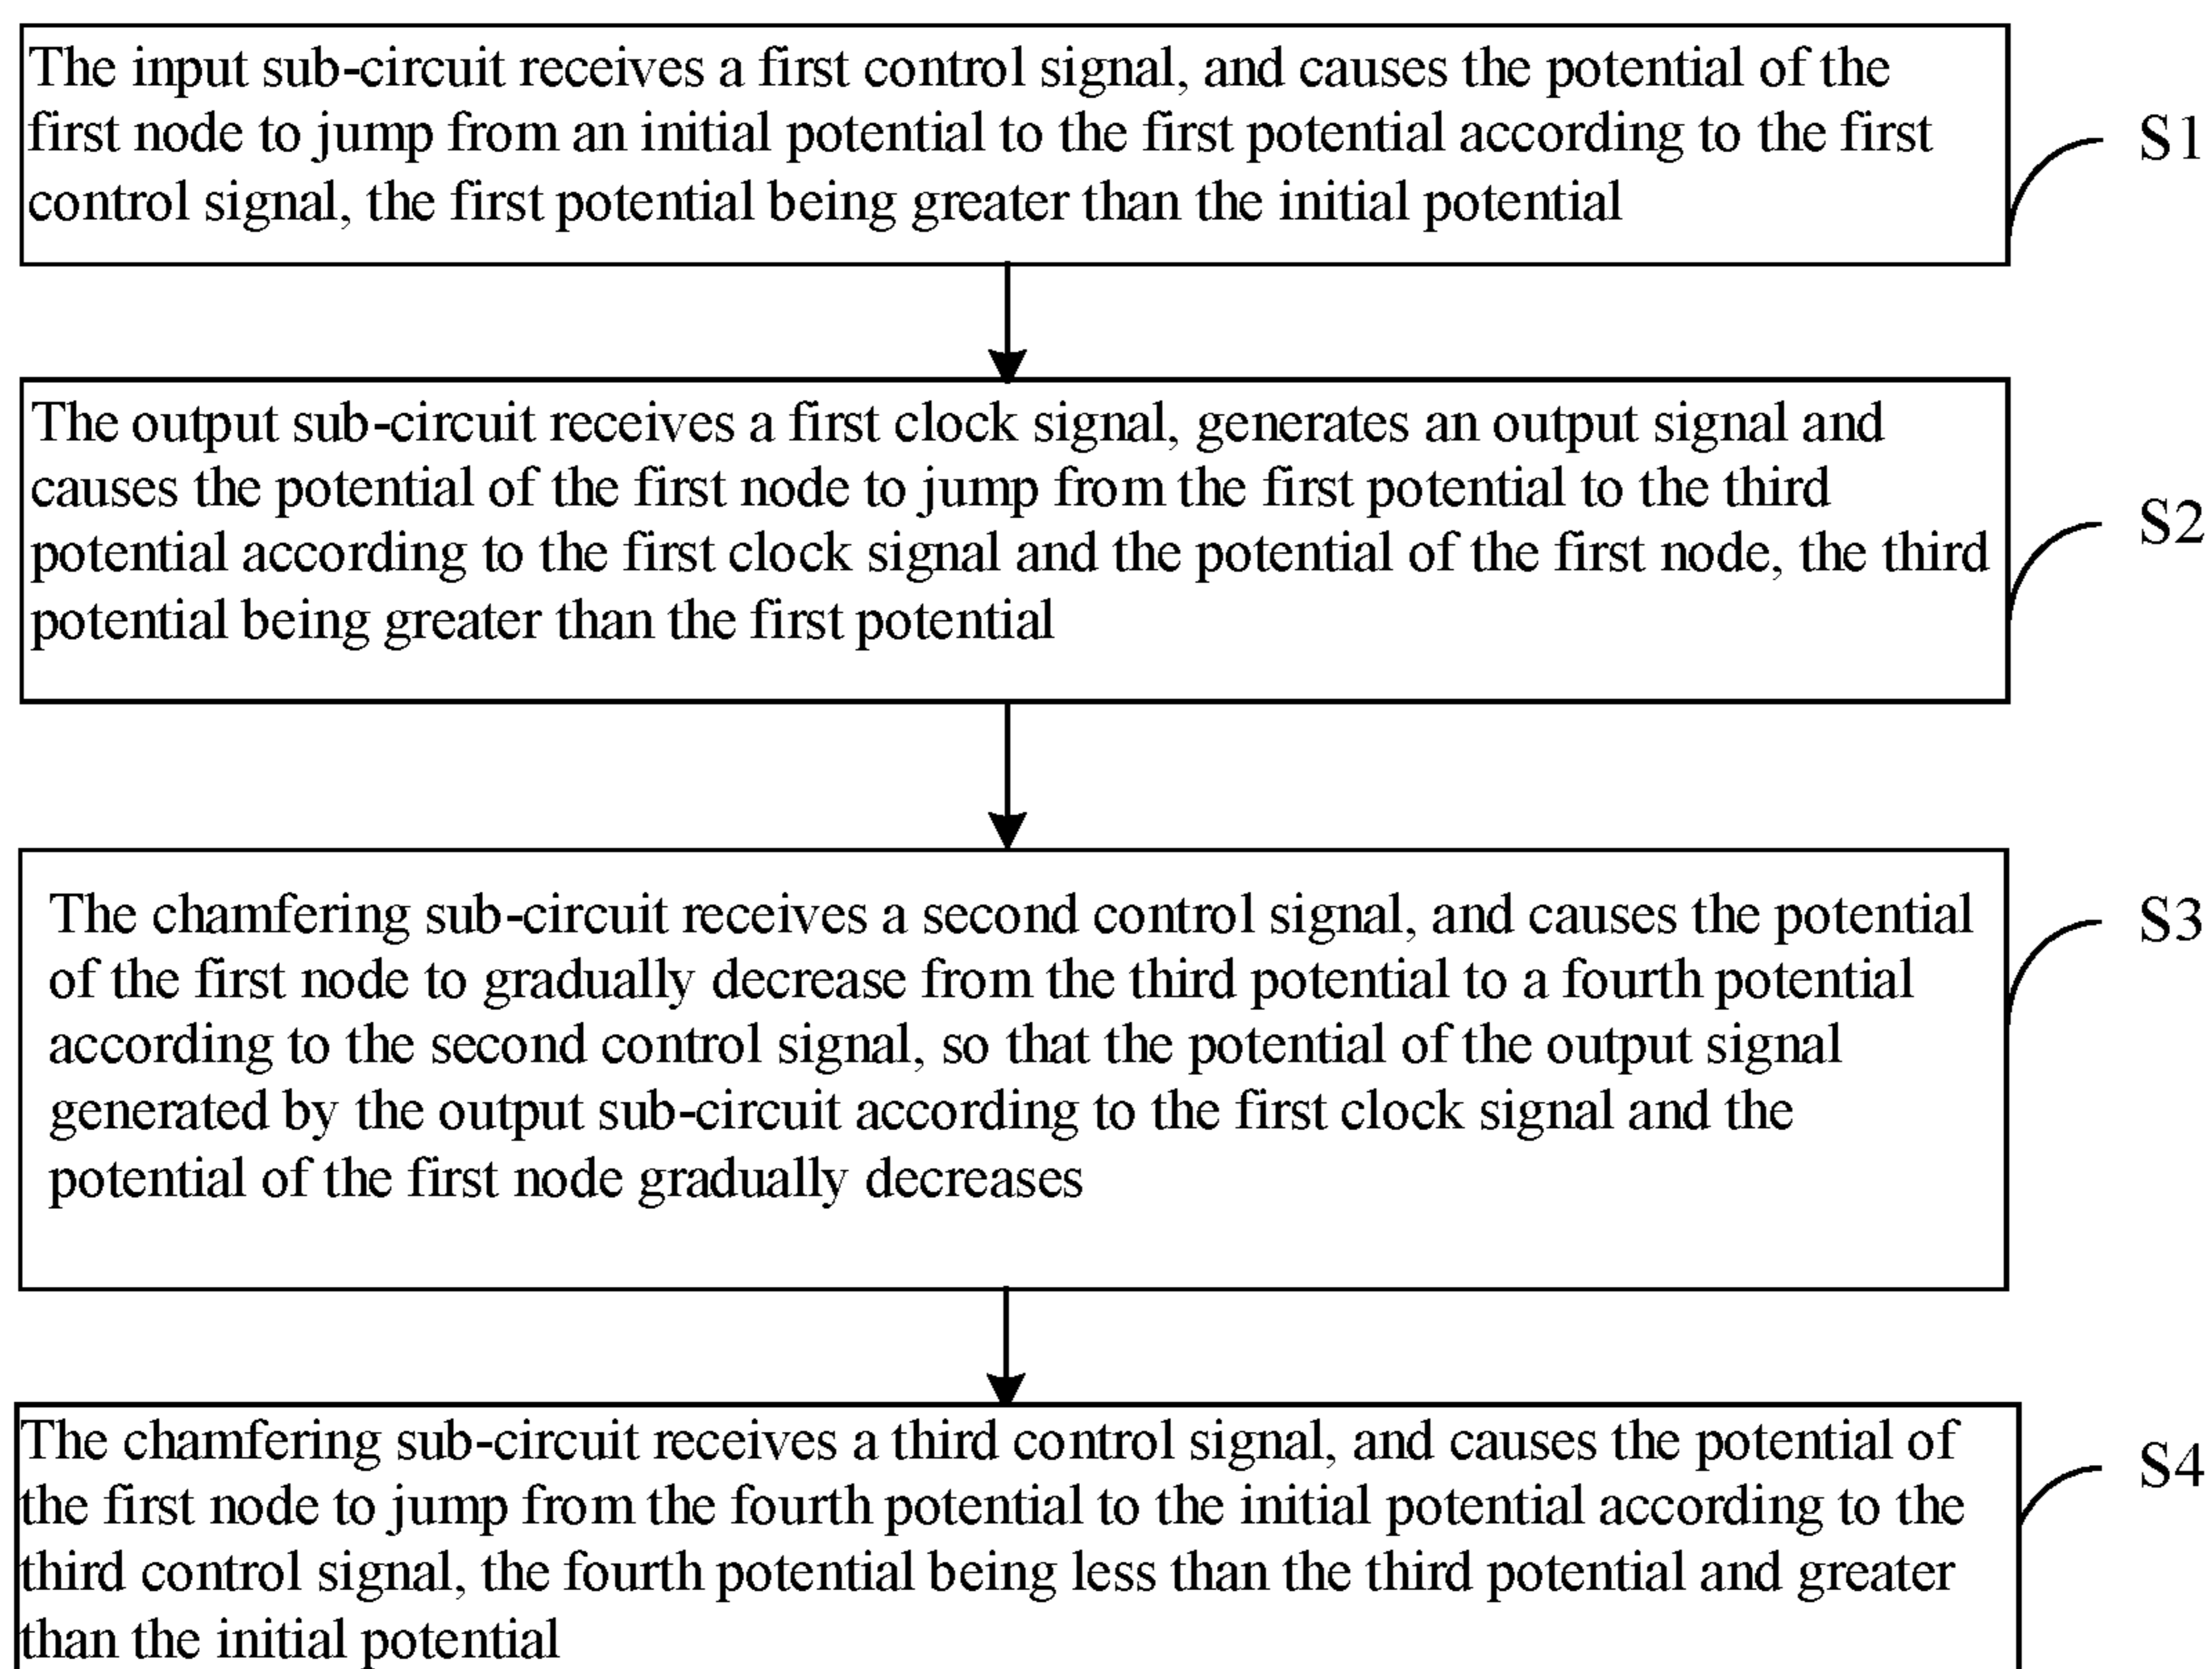 The input sub-circuit receives a first control signal, and causes the potential of the
first node to jump from an initial potential to the first potential according to the first
control signal, the first potential being greater than the initial potential
S1
The output sub-circuit receives a first clock signal, generates an output signal and
causes the potential of the first node to jump from the first potential to the third
potential according to the first clock signal and the potential of the first node, the third
potential being greater than the first potential
S2
The chamfering sub-circuit receives a second control signal, and causes the potential
of the first node to gradually decrease from the third potential to a fourth potential
according to the second control signal, so that the potential of the output signal
generated by the output sub-circuit according to the first clock signal and the
potential of the first node gradually decreases
S3
The chamfering sub-circuit receives a third control signal, and causes the potential of
the first node to jump from the fourth potential to the initial potential according to the
third control signal, the fourth potential being less than the third potential and greater
than the initial potential
S4